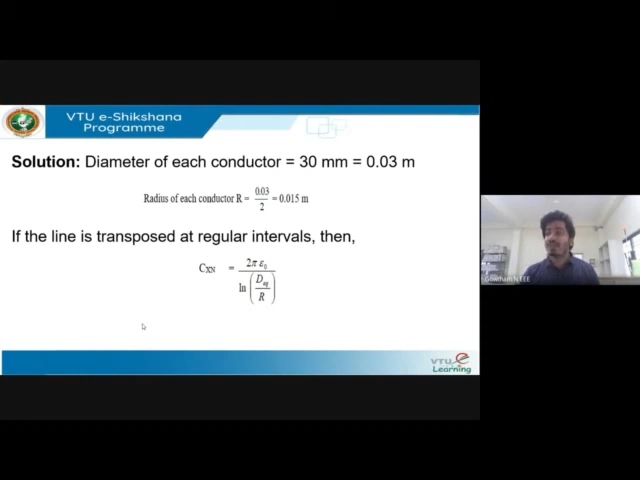 VTU e-Shikshana
Programme
Solution: Diameter of each conductor = 30 mm = 0.03 m
Radius of each conductor R = 0.03/2 = 0.015 m
If the line is transposed at regular intervals, then,
C_XN = 2π ε_0 / ln(D_eq/R)
VTU e
Learning